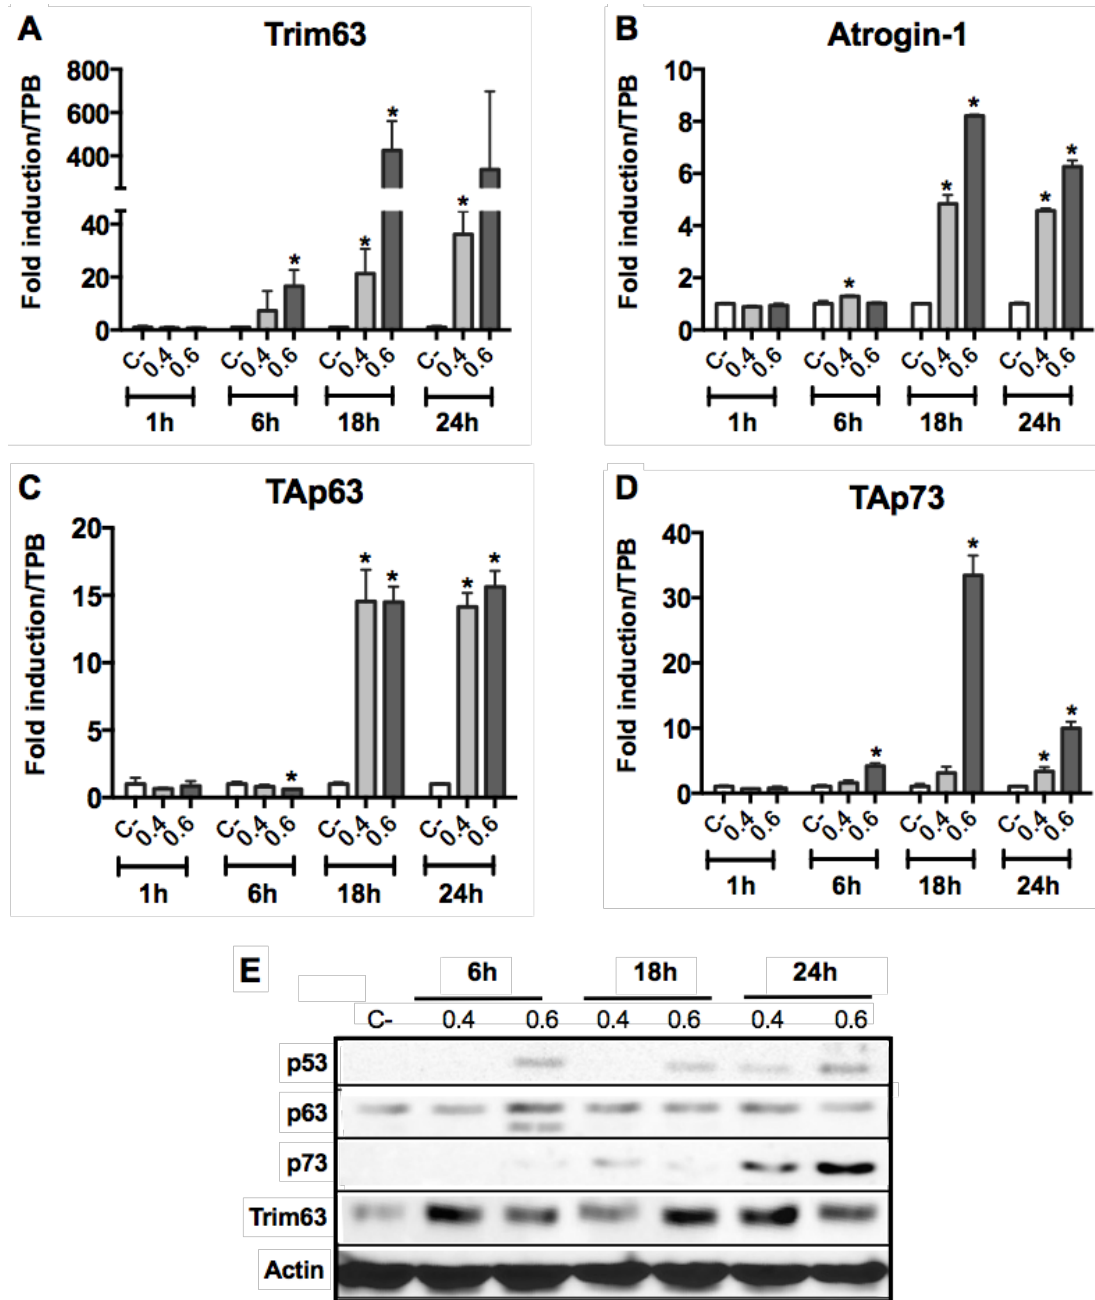 A Trim63
Fold induction/TPB
800
600
400
40
20
0
* * * *
C- 0.4 0.6 C- 0.4 0.6 C- 0.4 0.6 C- 0.4 0.6
1h 6h 18h 24h
B Atrogin-1
Fold induction/TPB
10
8
6
4
2
0
* * * * *
C- 0.4 0.6 C- 0.4 0.6 C- 0.4 0.6 C- 0.4 0.6
1h 6h 18h 24h
C TAp63
Fold induction/TPB
20
15
10
5
0
* * * * *
C- 0.4 0.6 C- 0.4 0.6 C- 0.4 0.6 C- 0.4 0.6
1h 6h 18h 24h
D TAp73
Fold induction/TPB
40
30
20
10
0
* * * *
C- 0.4 0.6 C- 0.4 0.6 C- 0.4 0.6 C- 0.4 0.6
1h 6h 18h 24h
E 6h 18h 24h
C- 0.4 0.6 0.4 0.6 0.4 0.6
p53
p63
p73
Trim63
Actin